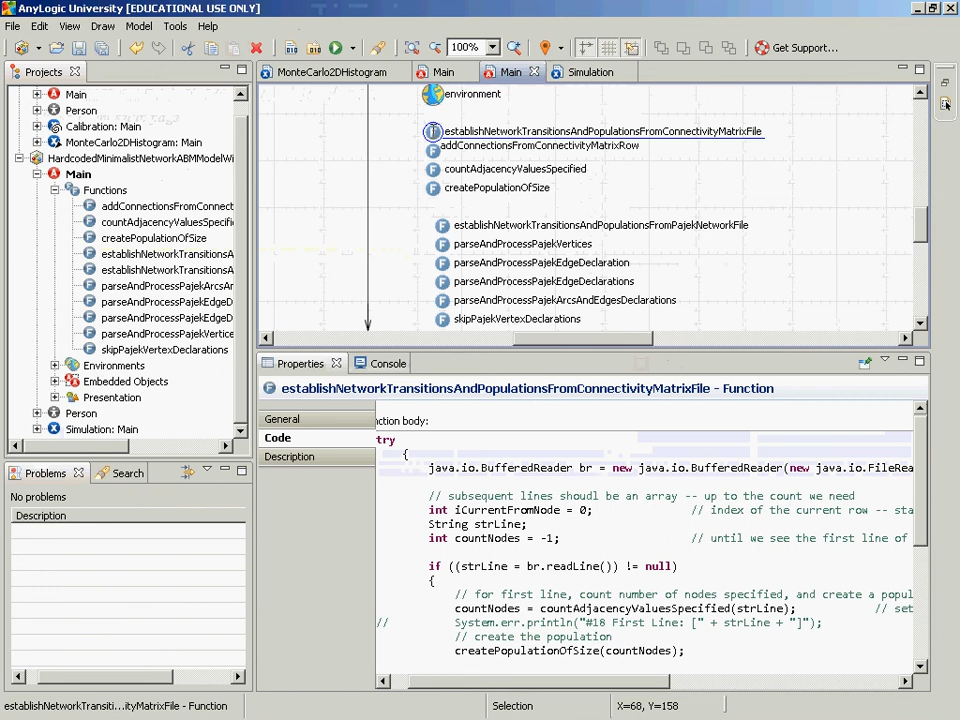 AnyLogic University [EDUCATIONAL USE ONLY]
File Edit View Draw Model Tools Help
100% Get Support...
Projects
Main
Person
Calibration: Main
MonteCarlo2DHistogram: Main
HardcodedMinimalistNetworkABMModelWi
Main
Functions
addConnectionsFromConnect
countAdjacencyValuesSpecifi
createPopulationOfSize
establishNetworkTransitionsA
establishNetworkTransitionsA
parseAndProcessPajekArcsAn
parseAndProcessPajekEdgeD
parseAndProcessPajekEdgeD
parseAndProcessPajekVertice
skipPajekVertexDeclarations
Environments
Embedded Objects
Presentation
Person
Simulation: Main
MonteCarlo2DHistogram Main Main Simulation
environment
establishNetworkTransitionsAndPopulationsFromConnectivityMatrixFile
addConnectionsFromConnectivityMatrixRow
countAdjacencyValuesSpecified
createPopulationOfSize
establishNetworkTransitionsAndPopulationsFromPajekNetworkFile
parseAndProcessPajekVertices
parseAndProcessPajekEdgeDeclaration
parseAndProcessPajekEdgeDeclarations
parseAndProcessPajekArcsAndEdgesDeclarations
skipPajekVertexDeclarations
Problems Search
No problems
Description
Properties Console
establishNetworkTransitionsAndPopulationsFromConnectivityMatrixFile - Function
General
Code
Description
nction body:
try
{
java.io.BufferedReader br = new java.io.BufferedReader(new java.io.FileRea
// subsequent lines shoudl be an array -- up to the count we need
int iCurrentFromNode = 0; // index of the current row -- sta
String strLine;
int countNodes = -1; // until we see the first line of
if ((strLine = br.readLine()) != null)
{
// for first line, count number of nodes specified, and create a popul
countNodes = countAdjacencyValuesSpecified(strLine); // set
// System.err.println("#18 First Line: [" + strLine + "]");
// create the population
createPopulationOfSize(countNodes);
establishNetworkTransiti...ityMatrixFile - Function Selection X=68, Y=158